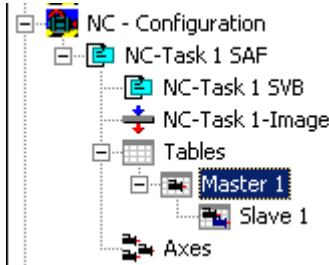 NC - Configuration
NC-Task 1 SAF
NC-Task 1 SVB
NC-Task 1-Image
Tables
Master 1
Slave 1
Axes